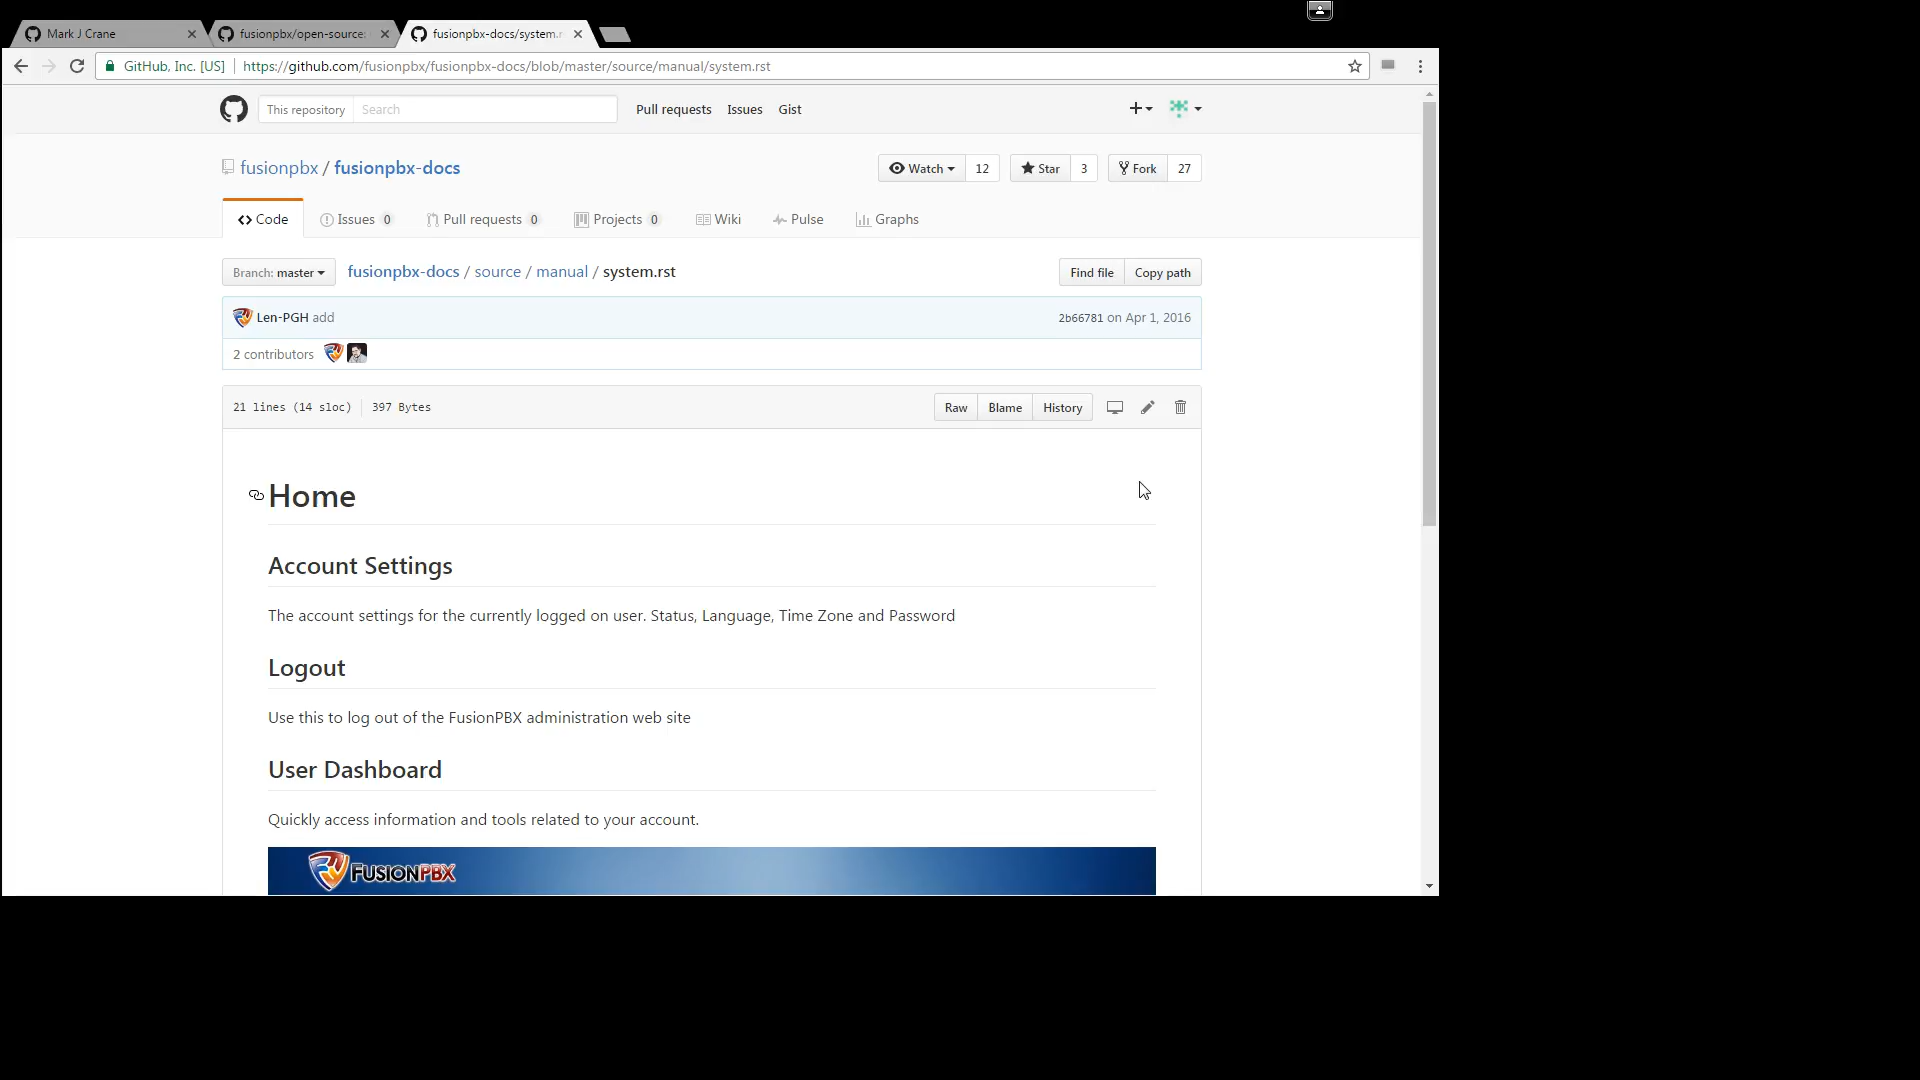 Mark J Crane
fusionpbx/open-source:
fusionpbx-docs/system.r
GitHub, Inc. [US] https://github.com/fusionpbx/fusionpbx-docs/blob/master/source/manual/system.rst
This repository Search Pull requests Issues Gist
fusionpbx / fusionpbx-docs Watch 12 Star 3 Fork 27
Code Issues 0 Pull requests 0 Projects 0 Wiki Pulse Graphs
Branch: master fusionpbx-docs / source / manual / system.rst Find file Copy path
Len-PGH add 2b66781 on Apr 1, 2016
2 contributors
21 lines (14 sloc) 397 Bytes Raw Blame History
Home
Account Settings
The account settings for the currently logged on user. Status, Language, Time Zone and Password
Logout
Use this to log out of the FusionPBX administration web site
User Dashboard
Quickly access information and tools related to your account.
FUSIONPBX